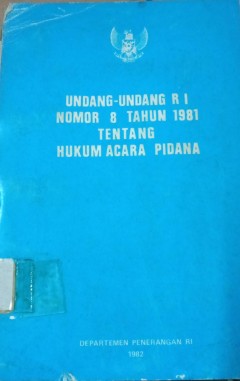 UNDANG-UNDANG R I
NOMOR 8 TAHUN 1981
TENTANG
HUKUM ACARA PIDANA
DEPARTEMEN PENERANGAN RI
1982